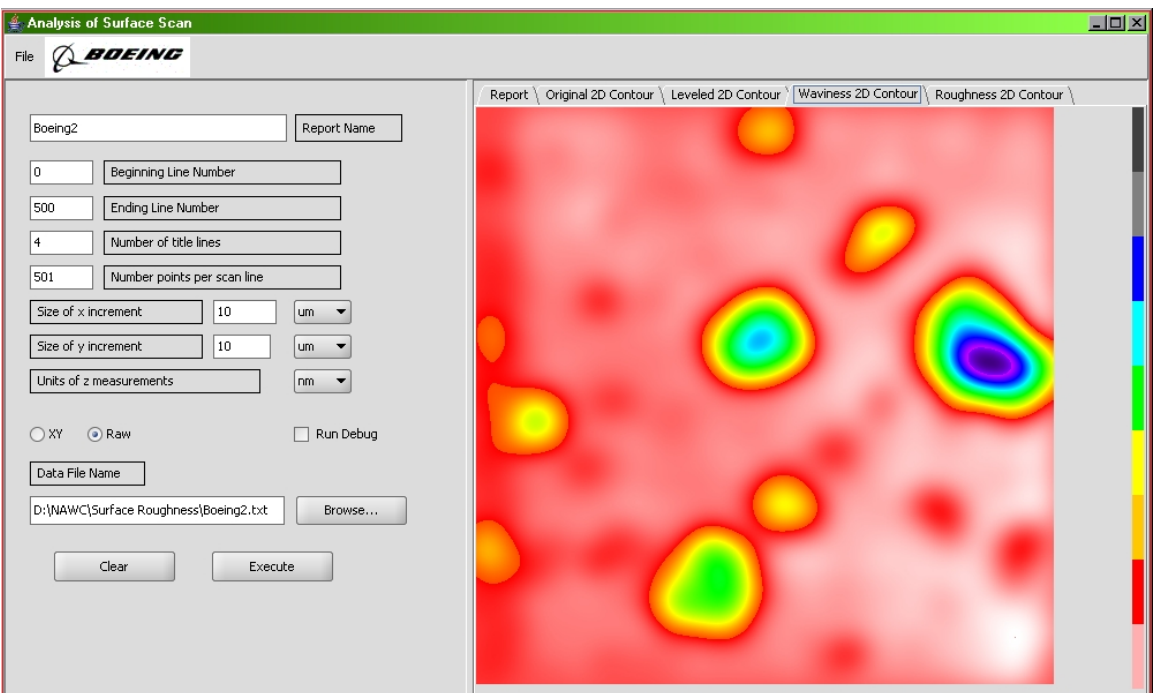 Analysis of Surface Scan
File BOEING
Report Original 2D Contour Leveled 2D Contour Waviness 2D Contour Roughness 2D Contour
Boeing2 Report Name
0 Beginning Line Number
500 Ending Line Number
4 Number of title lines
501 Number points per scan line
Size of x increment 10 um
Size of y increment 10 um
Units of z measurements nm
XY Raw Run Debug
Data File Name
D:\NAWC\Surface Roughness\Boeing2.txt Browse...
Clear Execute